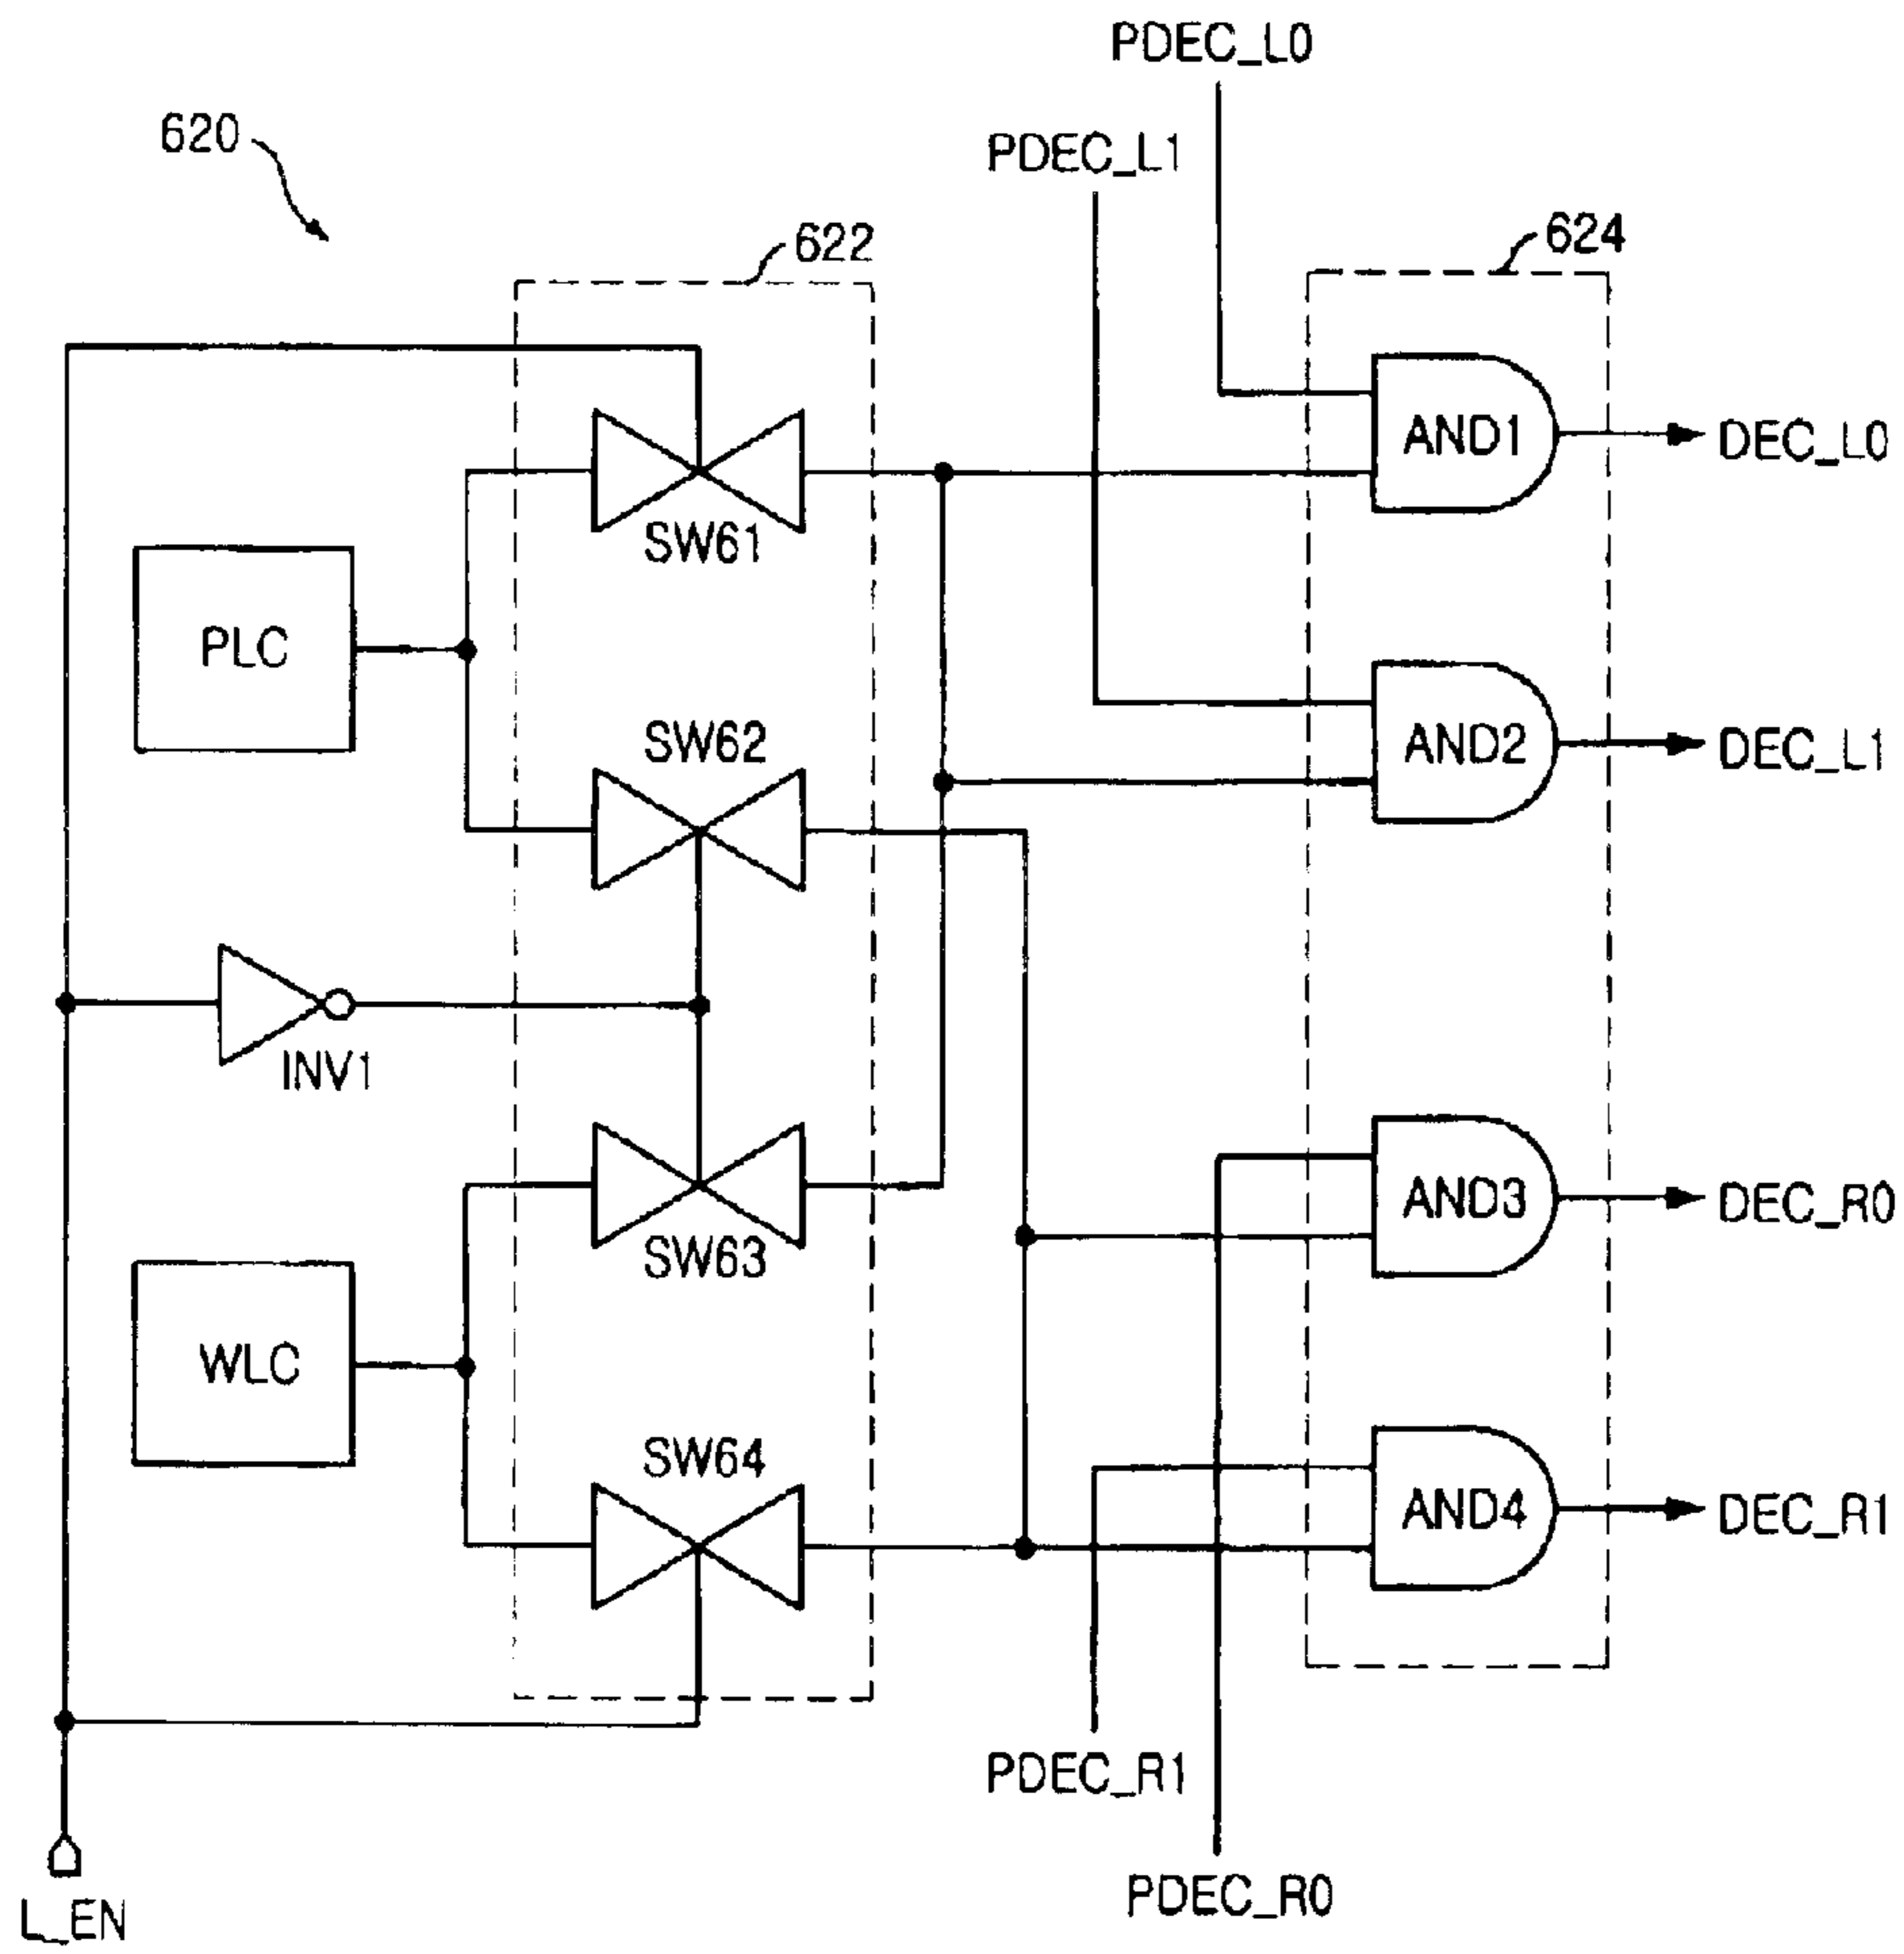 PDEC_L0
620
PDEC_L1
622
624
AND1
DEC_L0
SW61
PLC
SW62
AND2
DEC_L1
INV1
AND3
DEC_R0
SW63
WLC
SW64
AND4
DEC_R1
PDEC_R1
PDEC_R0
L_EN